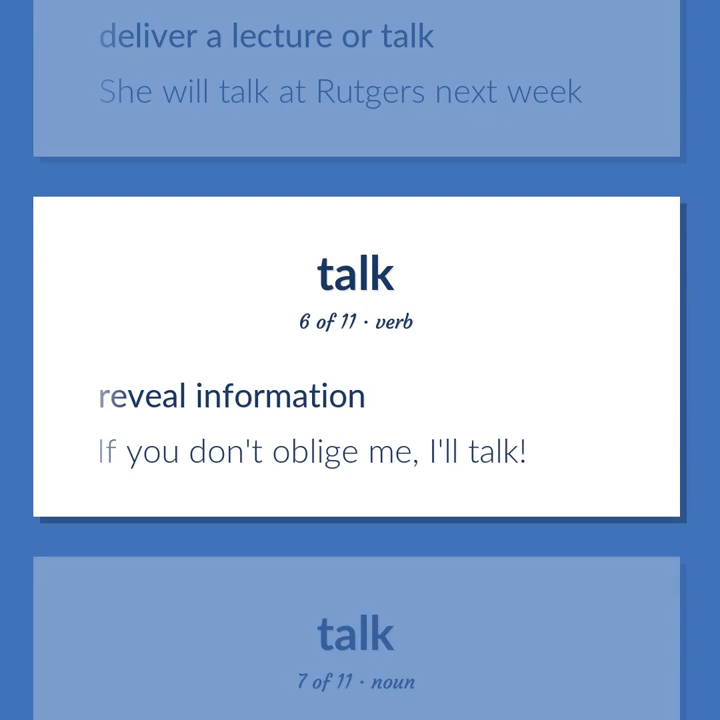 deliver a lecture or talk
She will talk at Rutgers next week
talk
6 of 11 · verb
reveal information
If you don't oblige me, I'll talk!
talk
7 of 11 · noun